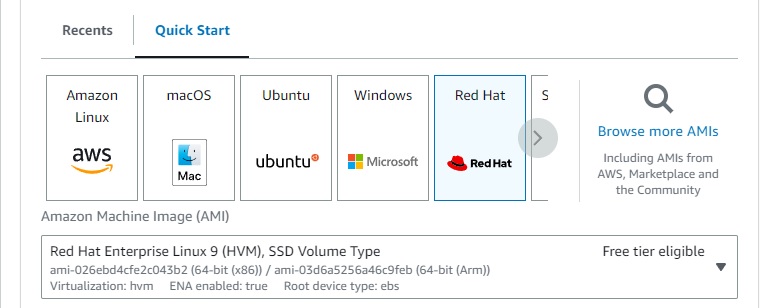 Recents
Quick Start
Amazon
Linux
aws
macOS
Mac
Ubuntu
ubuntu
Windows
Microsoft
Red Hat
RedHat
S
Browse more AMIs
Including AMIs from
AWS, Marketplace and
the Community
Amazon Machine Image (AMI)
Red Hat Enterprise Linux 9 (HVM), SSD Volume Type
Free tier eligible
ami-026ebd4cfe2c043b2 (64-bit (x86)) / ami-03d6a5256a46c9feb (64-bit (Arm))
Virtualization: hvm ENA enabled: true Root device type: ebs